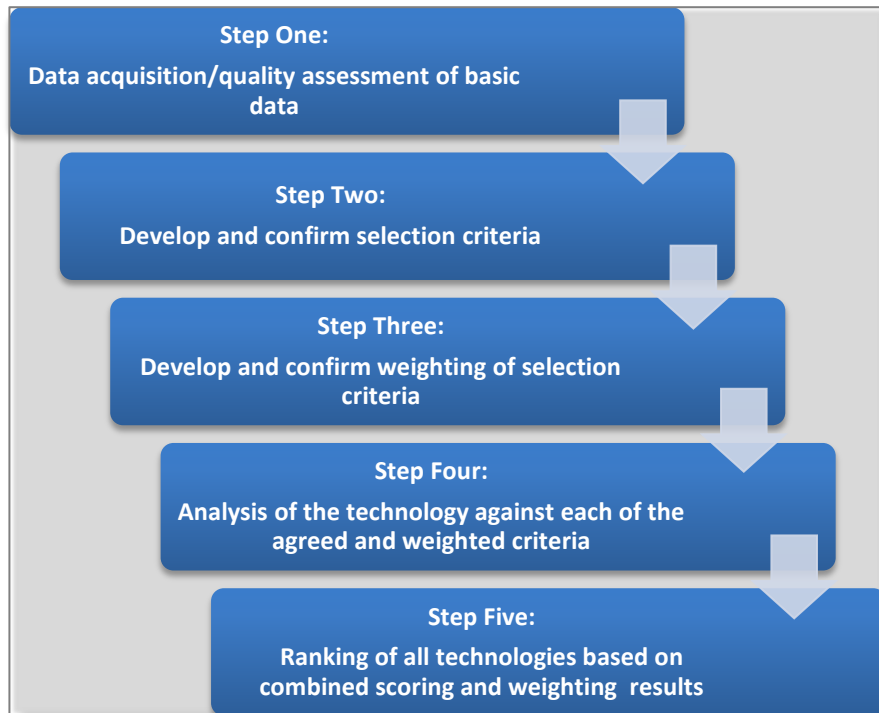 Step One:
Data acquisition/quality assessment of basic
data
Step Two:
Develop and confirm selection criteria
Step Three:
Develop and confirm weighting of selection
criteria
Step Four:
Analysis of the technology against each of the
agreed and weighted criteria
Step Five:
Ranking of all technologies based on
combined scoring and weighting results